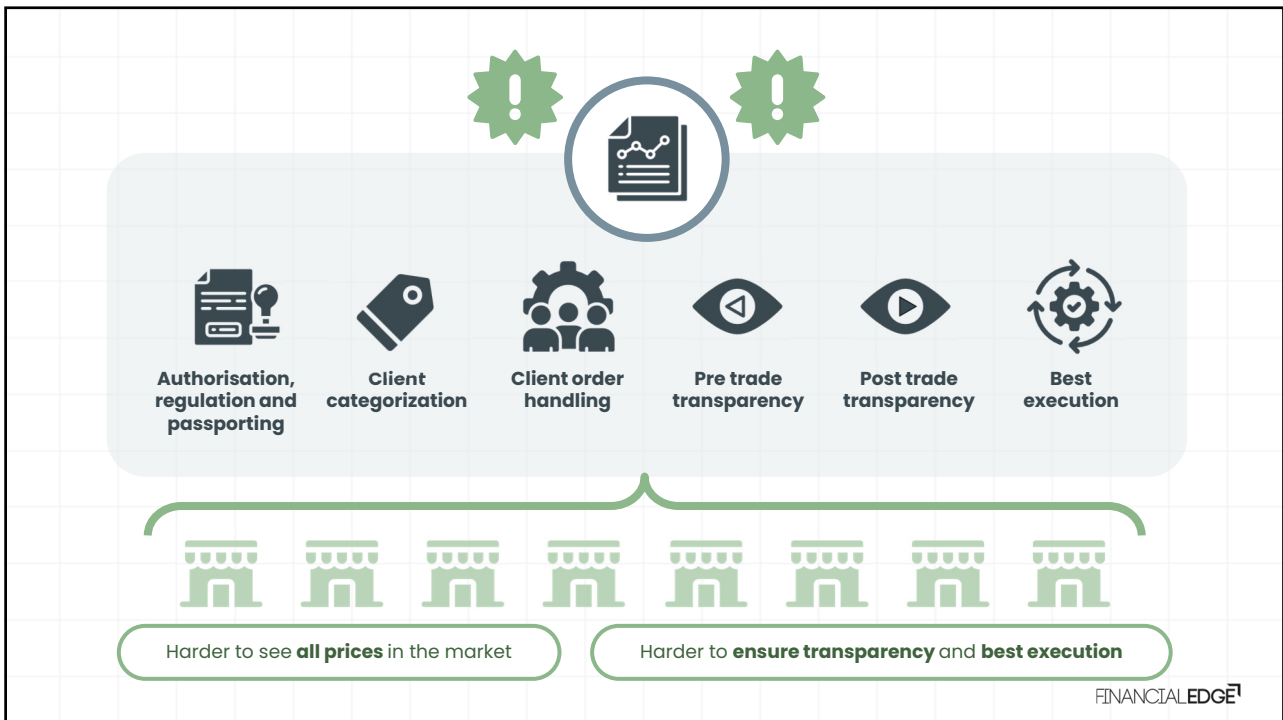 Authorisation,
regulation and
passporting
Client
categorization
Client order
handling
Pre trade
transparency
Post trade
transparency
Best
execution
Harder to see all prices in the market
Harder to ensure transparency and best execution
FINANCIALEDGE